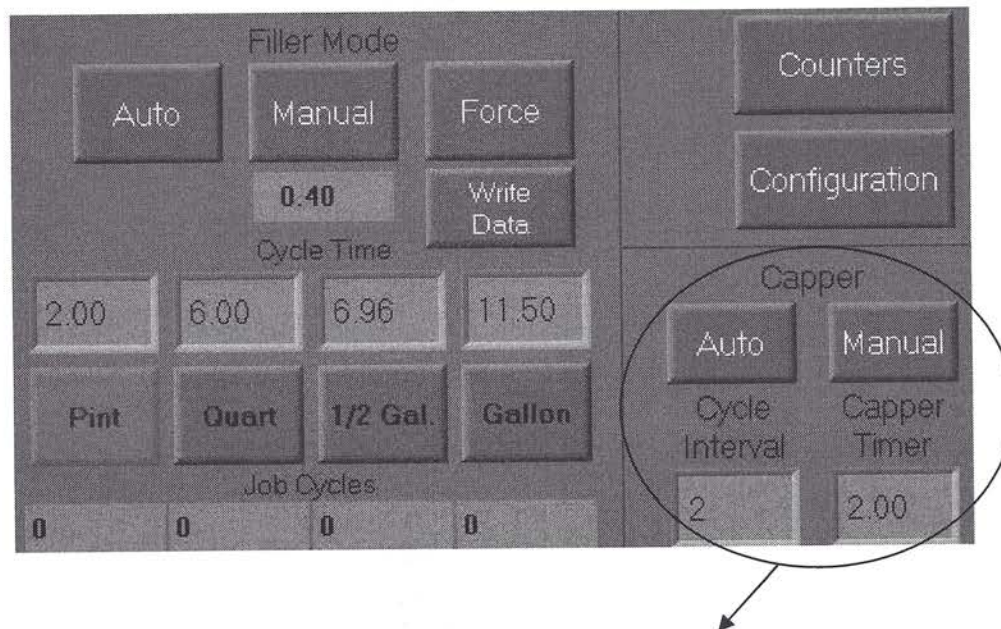 Filler Mode
Auto
Manual
Force
0.40
Write
Data
Cycle Time
2.00
6.00
6.96
11.50
Pint
Quart
1/2 Gal.
Gallon
Job Cycles
0
0
0
0
Counters
Configuration
Capper
Auto
Manual
Cycle
Interval
Capper
Timer
2
2.00